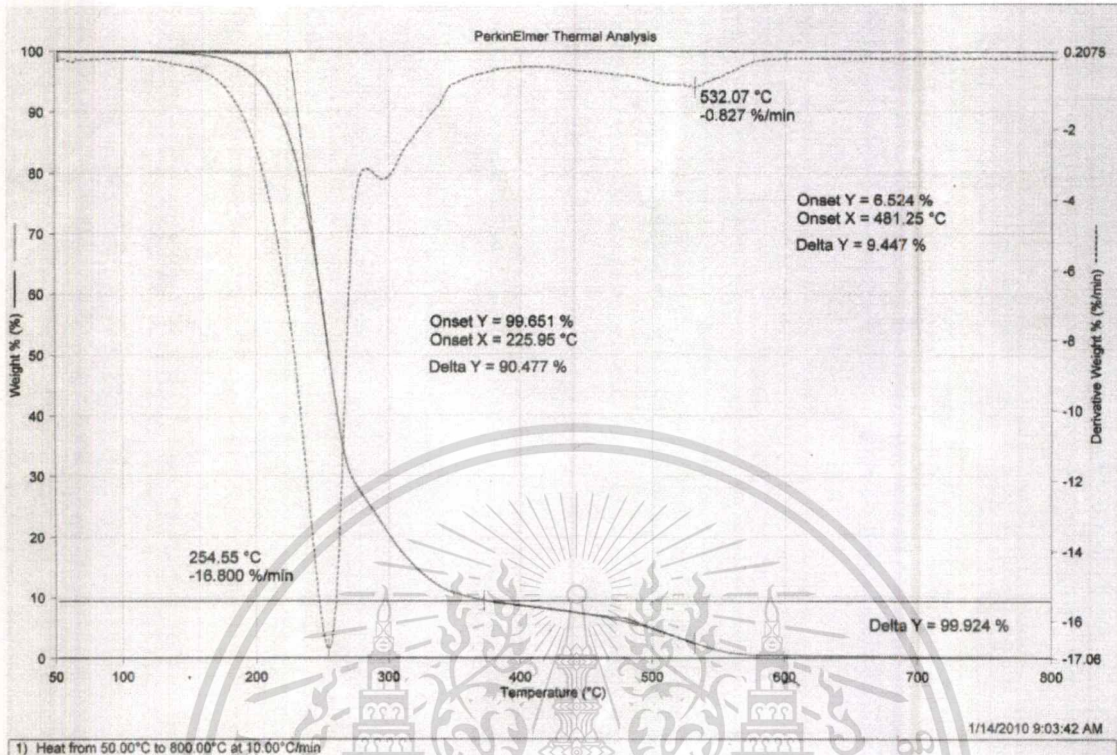 PerkinElmer Thermal Analysis
100
90
80
70
60
50
40
30
20
10
0
Weight % (%)
0.2075
-2
-4
-6
-8
-10
-12
-14
-16
-17.06
Derivative Weight % (%/min)
532.07 °C
-0.827 %/min
Onset Y = 6.524 %
Onset X = 481.25 °C
Delta Y = 9.447 %
Onset Y = 99.651 %
Onset X = 225.95 °C
Delta Y = 90.477 %
254.55 °C
-16.800 %/min
Delta Y = 99.924 %
50 100 200 300 400 500 600 700 800
Temperature (°C)
1/14/2010 9:03:42 AM
1) Heat from 50.00°C to 800.00°C at 10.00°C/min